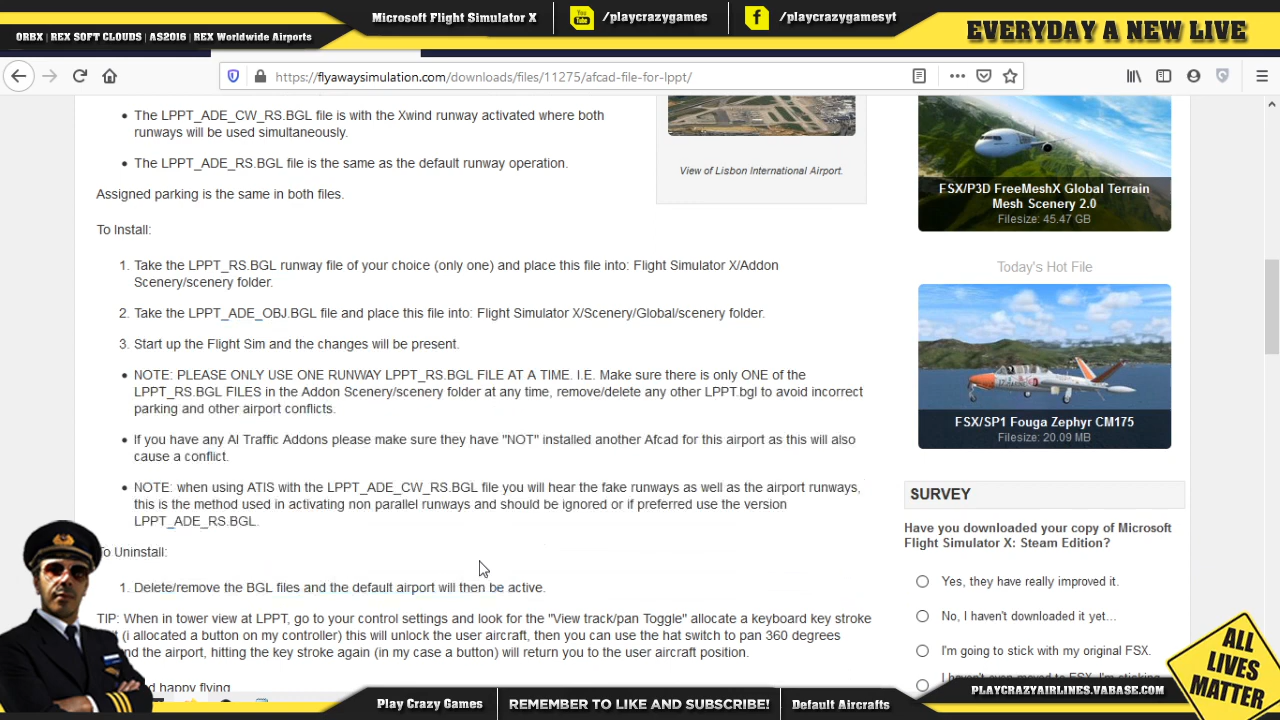 Microsoft Flight Simulator X
/playcrazygames
/playcrazygamesyt
EVERYDAY A NEW LIVE
ORBX | REX SOFT CLOUDS | AS2016 | REX Worldwide Airports
https://flyawaysimulation.com/downloads/files/11275/afcad-file-for-lppt/
• The LPPT_ADE_CW_RS.BGL file is with the Xwind runway activated where both
runways will be used simultaneously.
• The LPPT_ADE_RS.BGL file is the same as the default runway operation.
Assigned parking is the same in both files.
To Install:
1. Take the LPPT_RS.BGL runway file of your choice (only one) and place this file into: Flight Simulator X/Addon
Scenery/scenery folder.
2. Take the LPPT_ADE_OBJ.BGL file and place this file into: Flight Simulator X/Scenery/Global/scenery folder.
3. Start up the Flight Sim and the changes will be present.
• NOTE: PLEASE ONLY USE ONE RUNWAY LPPT_RS.BGL FILE AT A TIME. I.E. Make sure there is only ONE of the
LPPT_RS.BGL FILES in the Addon Scenery/scenery folder at any time, remove/delete any other LPPT.bgl to avoid incorrect
parking and other airport conflicts.
• If you have any AI Traffic Addons please make sure they have "NOT" installed another Afcad for this airport as this will also
cause a conflict.
• NOTE: when using ATIS with the LPPT_ADE_CW_RS.BGL file you will hear the fake runways as well as the airport runways,
this is the method used in activating non parallel runways and should be ignored or if preferred use the version
LPPT_ADE_RS.BGL.
To Uninstall:
1. Delete/remove the BGL files and the default airport will then be active.
TIP: When in tower view at LPPT, go to your control settings and look for the "View track/pan Toggle" allocate a keyboard key stroke
(i allocated a button on my controller) this will unlock the user aircraft, then you can use the hat switch to pan 360 degrees
the airport, hitting the key stroke again (in my case a button) will return you to the user aircraft position.
happy flying
View of Lisbon International Airport.
FSX/P3D FreeMeshX Global Terrain
Mesh Scenery 2.0
Filesize: 45.47 GB
Today's Hot File
FSX/SP1 Fouga Zephyr CM175
Filesize: 20.09 MB
SURVEY
Have you downloaded your copy of Microsoft
Flight Simulator X: Steam Edition?
Yes, they have really improved it.
No, I haven't downloaded it yet...
I'm going to stick with my original FSX.
I haven't even moved to FSX. I'm sticking
ALL
LIVES
MATTER
Play Crazy Games
REMEMBER TO LIKE AND SUBSCRIBE!
Default Aircrafts
PLAYCRAZYAIRLINES.VABASE.COM